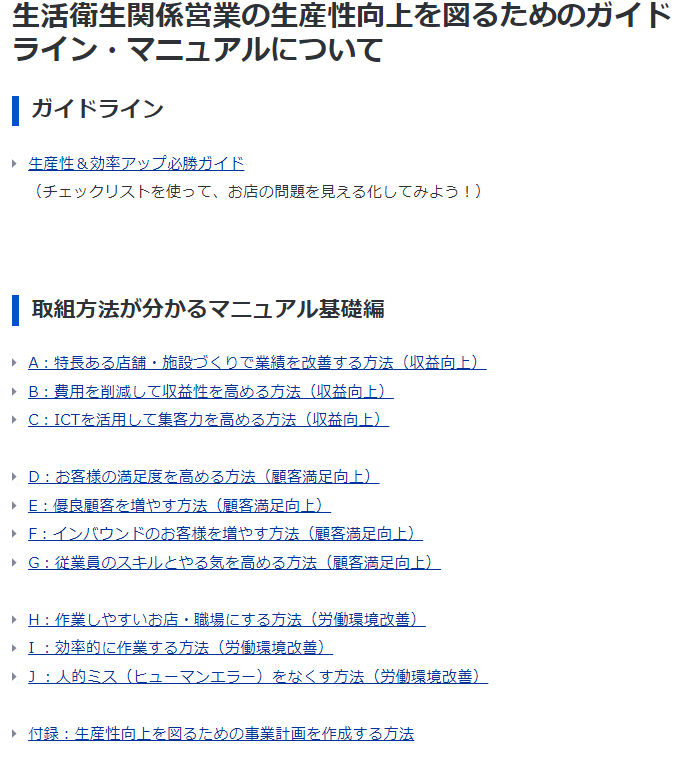 生活衛生関係営業の生産性向上を図るためのガイド
ライン・マニュアルについて
ガイドライン
生産性＆効率アップ必勝ガイド
（チェックリストを使って、お店の問題を見える化してみよう！）
取組方法が分かるマニュアル基礎編
A：特長ある店舗・施設づくりで業績を改善する方法（収益向上）
B：費用を削減して収益性を高める方法（収益向上）
C：ICTを活用して集客力を高める方法（収益向上）
D：お客様の満足度を高める方法（顧客満足向上）
E：優良顧客を増やす方法（顧客満足向上）
F：インバウンドのお客様を増やす方法（顧客満足向上）
G：従業員のスキルとやる気を高める方法（顧客満足向上）
H：作業しやすいお店・職場にする方法（労働環境改善）
I ：効率的に作業する方法（労働環境改善）
J ：人的ミス（ヒューマンエラー）をなくす方法（労働環境改善）
付録：生産性向上を図るための事業計画を作成する方法